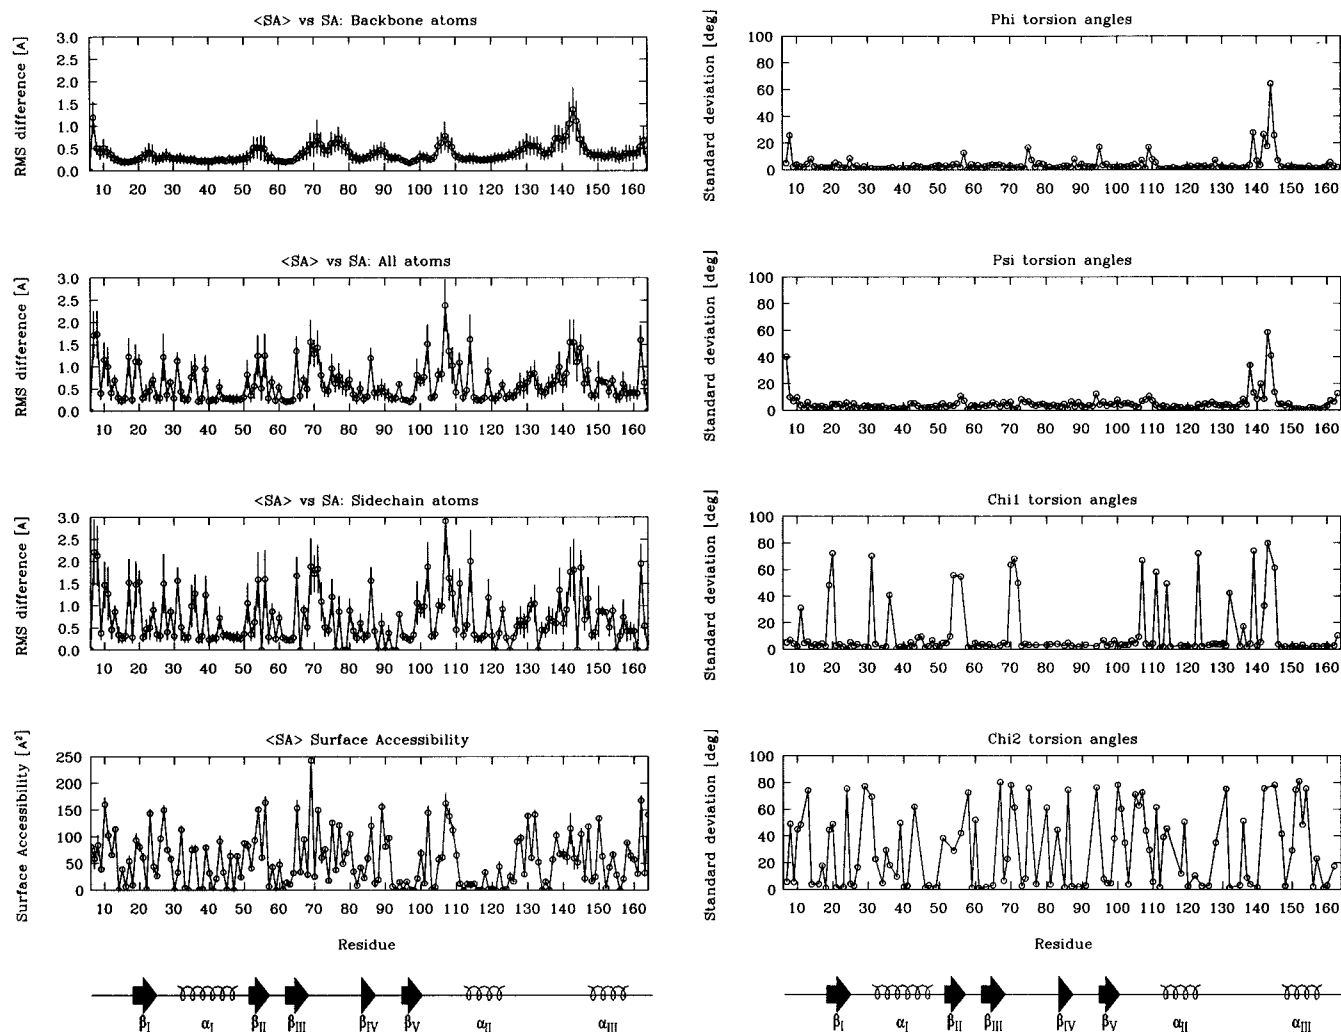 <SA> vs SA: Backbone atoms
RMS difference [A]
3.0
2.5
2.0
1.5
1.0
0.5
0.0
10 20 30 40 50 60 70 80 90 100 110 120 130 140 150 160
<SA> vs SA: All atoms
RMS difference [A]
3.0
2.5
2.0
1.5
1.0
0.5
0.0
10 20 30 40 50 60 70 80 90 100 110 120 130 140 150 160
<SA> vs SA: Sidechain atoms
RMS difference [A]
3.0
2.5
2.0
1.5
1.0
0.5
0.0
10 20 30 40 50 60 70 80 90 100 110 120 130 140 150 160
<SA> Surface Accessibility
Surface Accessibility [A²]
250
200
150
100
50
0
10 20 30 40 50 60 70 80 90 100 110 120 130 140 150 160
Residue
βI αI βII βIII βIV βV αII αIII
Phi torsion angles
Standard deviation [deg]
100
80
60
40
20
0
10 20 30 40 50 60 70 80 90 100 110 120 130 140 150 160
Psi torsion angles
Standard deviation [deg]
100
80
60
40
20
0
10 20 30 40 50 60 70 80 90 100 110 120 130 140 150 160
Chi1 torsion angles
Standard deviation [deg]
100
80
60
40
20
0
10 20 30 40 50 60 70 80 90 100 110 120 130 140 150 160
Chi2 torsion angles
Standard deviation [deg]
100
80
60
40
20
0
10 20 30 40 50 60 70 80 90 100 110 120 130 140 150 160
Residue
βI αI βII βIII βIV βV αII αIII